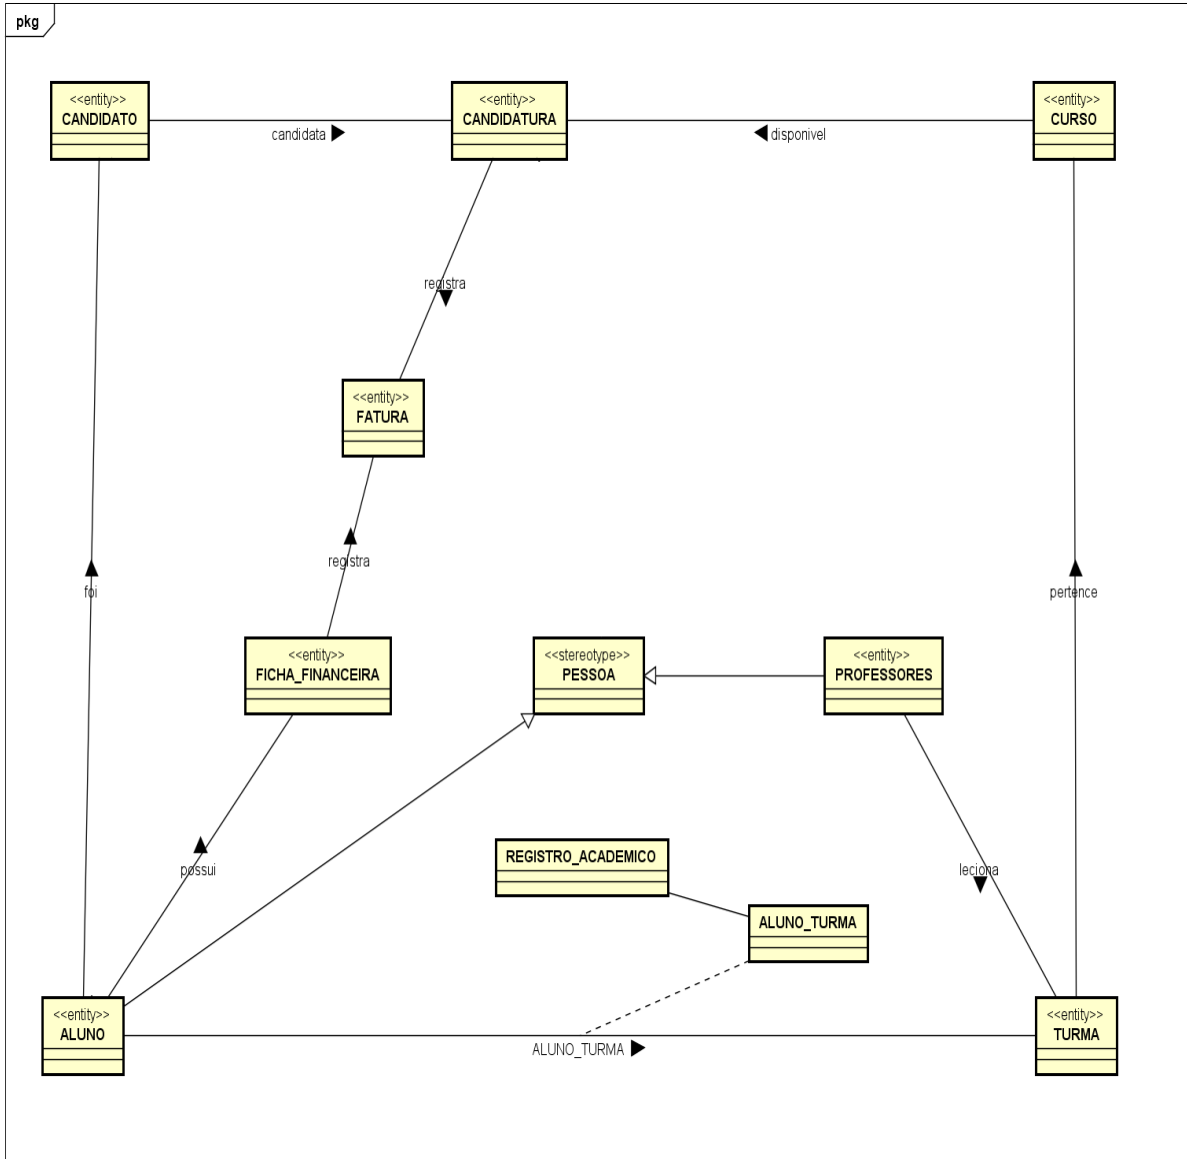 pkg
<<entity>>
CANDIDATO
<<entity>>
CANDIDATURA
<<entity>>
CURSO
candidata
disponivel
registra
<<entity>>
FATURA
registra
foi
pertence
<<entity>>
FICHA_FINANCEIRA
<<stereotype>>
PESSOA
<<entity>>
PROFESSORES
REGISTRO_ACADEMICO
possui
leciona
ALUNO_TURMA
<<entity>>
ALUNO
<<entity>>
TURMA
ALUNO_TURMA